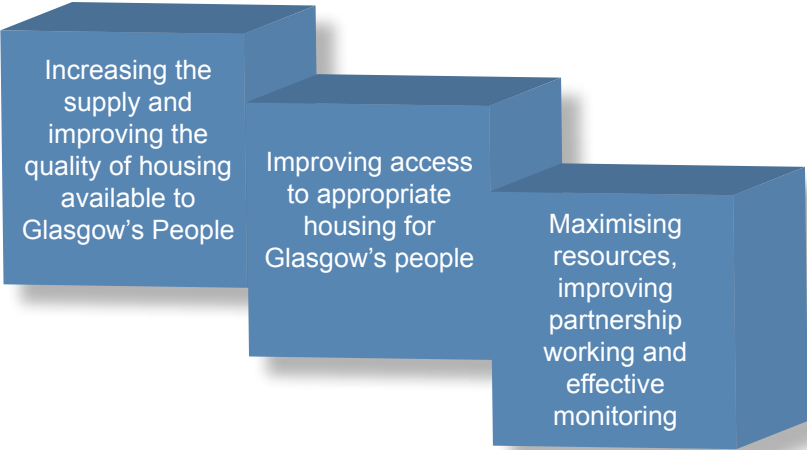 Increasing the
supply and
improving the
quality of housing
available to
Glasgow’s People
Improving access
to appropriate
housing for
Glasgow’s people
Maximising
resources,
improving
partnership
working and
effective
monitoring